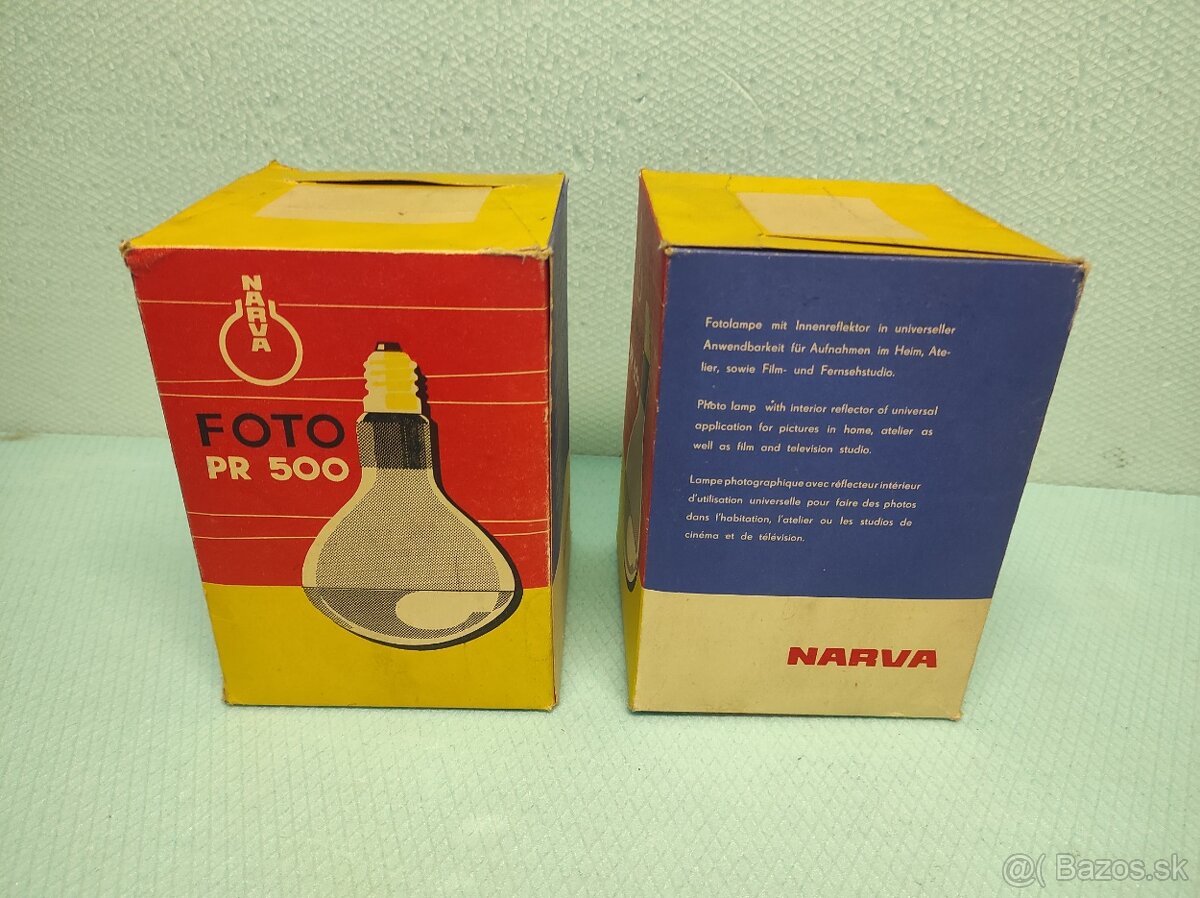 NARVA
FOTO
PR 500
Fotolampe mit Innenreflektor in universeller
Anwendbarkeit für Aufnahmen im Heim, Ate-
lier, sowie Film- und Fernsehstudio.
Photo lamp with interior reflector of universal
application for pictures in home, atelier as
well as film and television studio.
Lampe photographique avec réflecteur intérieur
d'utilisation universelle pour faire des photos
dans l'habitation, l'atelier ou les studios de
cinéma et de télévision.
NARVA
@( Bazos.sk